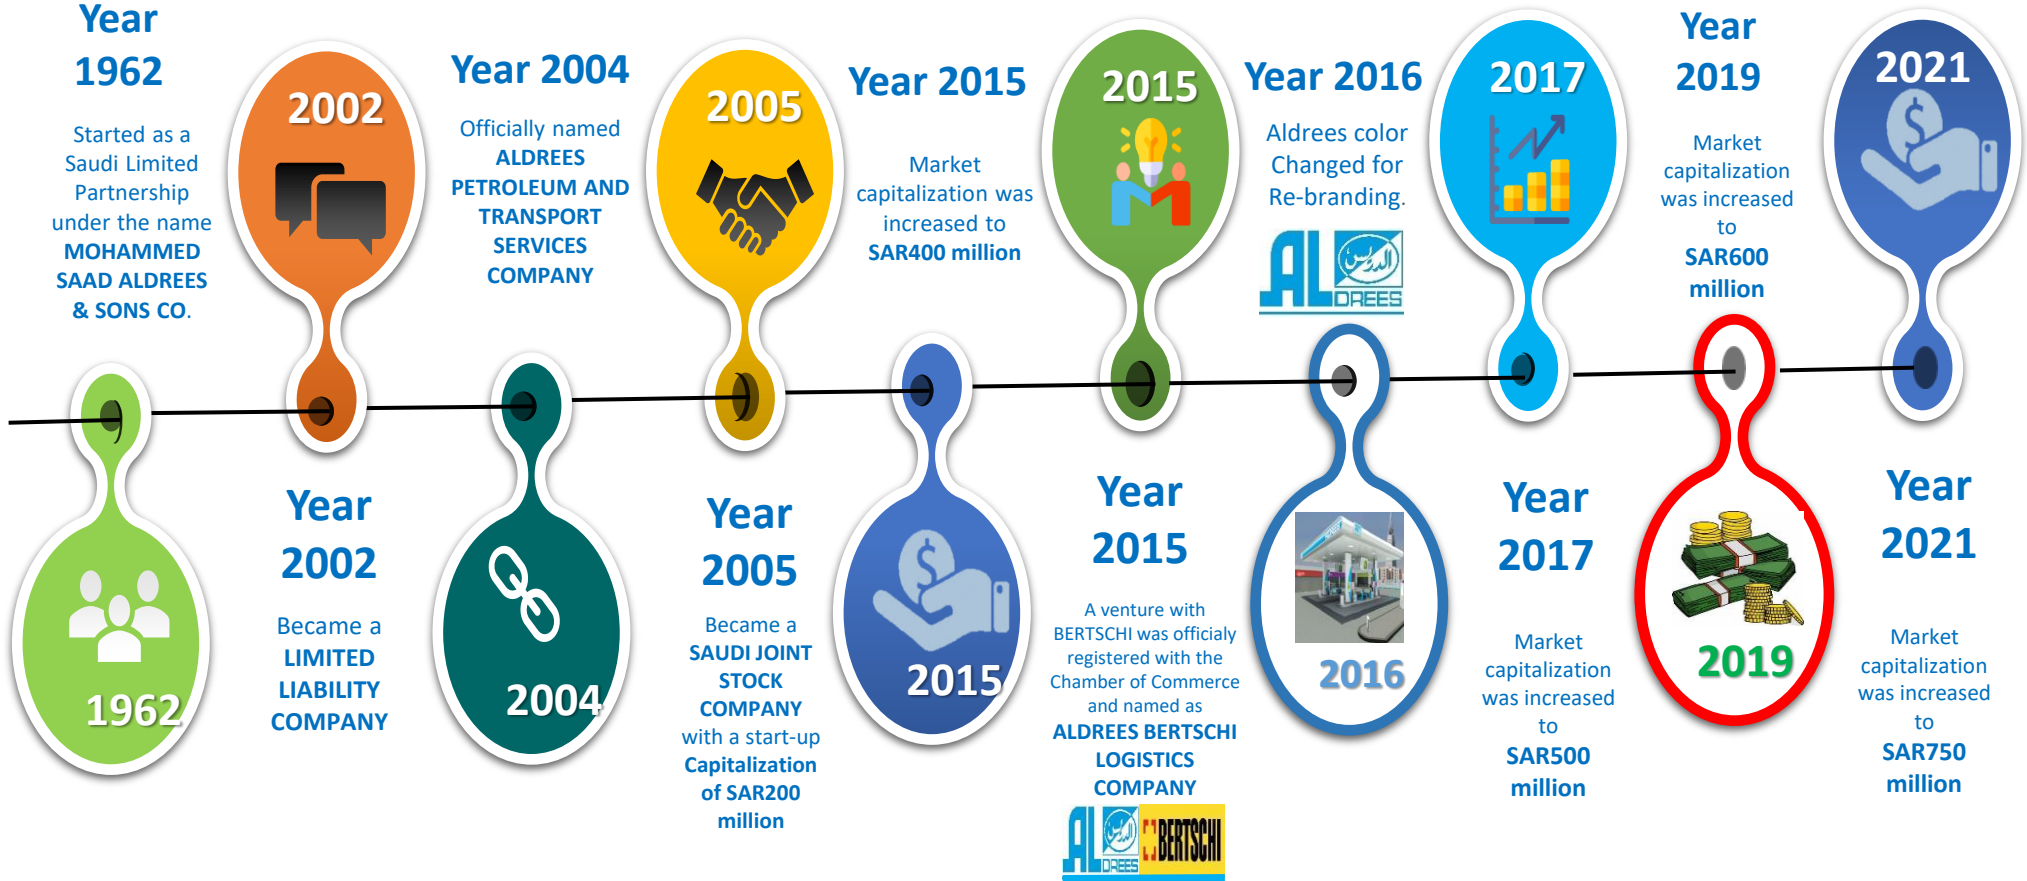 Year
1962
Started as a
Saudi Limited
Partnership
under the name
MOHAMMED
SAAD ALDREES
& SONS CO.
1962
2002
Year
2002
Became a
LIMITED
LIABILITY
COMPANY
Year 2004
Officially named
ALDREES
PETROLEUM AND
TRANSPORT
SERVICES
COMPANY
2004
2005
Year
2005
Became a
SAUDI JOINT
STOCK
COMPANY
with a start-up
Capitalization
of SAR200
million
Year 2015
Market
capitalization was
increased to
SAR400 million
2015
2015
Year
2015
A venture with
BERTSCHI was officialy
registered with the
Chamber of Commerce
and named as
ALDREES BERTSCHI
LOGISTICS
COMPANY
AL الدريس
DREES
BERTSCHI
Year 2016
Aldrees color
Changed for
Re-branding.
AL الدريس
DREES
2016
2017
Year
2017
Market
capitalization
was increased
to
SAR500
million
Year
2019
Market
capitalization
was increased
to
SAR600
million
2019
2021
Year
2021
Market
capitalization
was increased
to
SAR750
million